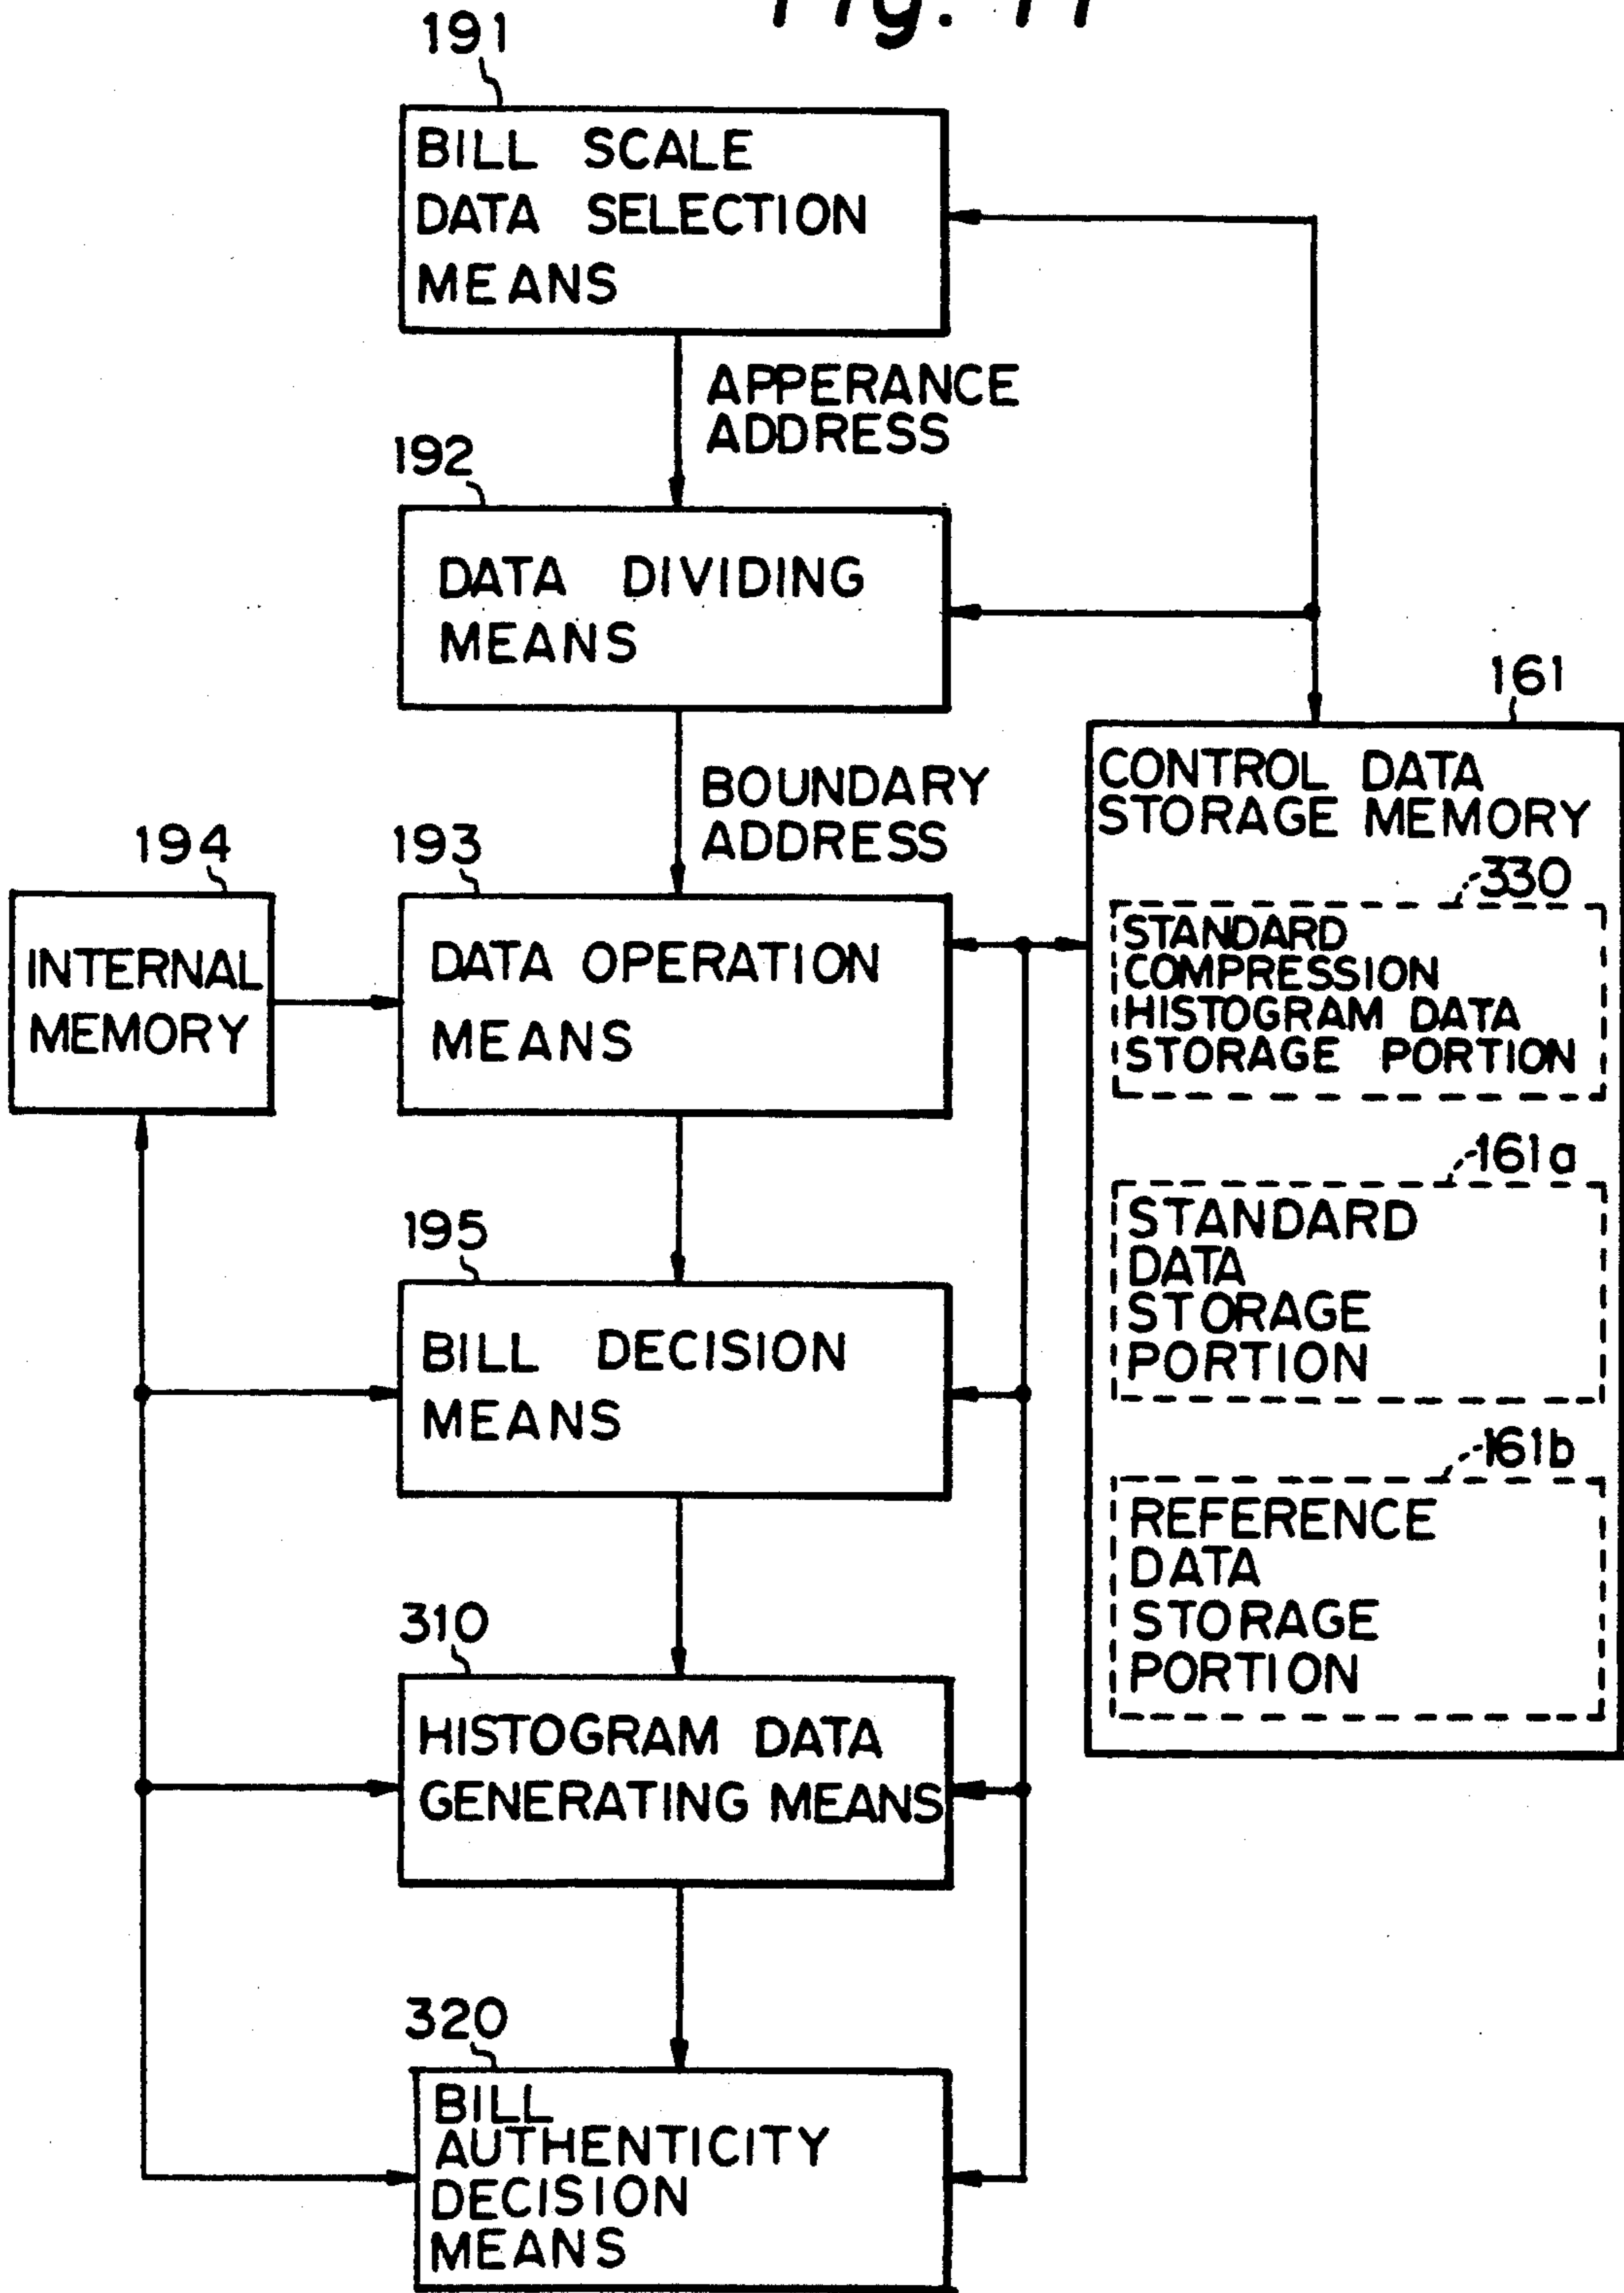 Fig. 11
191
BILL SCALE
DATA SELECTION
MEANS
APPERANCE
ADDRESS
192
DATA DIVIDING
MEANS
BOUNDARY
ADDRESS
161
CONTROL DATA
STORAGE MEMORY
330
STANDARD
COMPRESSION
HISTOGRAM DATA
STORAGE PORTION
161a
STANDARD
DATA
STORAGE
PORTION
161b
REFERENCE
DATA
STORAGE
PORTION
194
INTERNAL
MEMORY
193
DATA OPERATION
MEANS
195
BILL DECISION
MEANS
310
HISTOGRAM DATA
GENERATING MEANS
320
BILL
AUTHENTICITY
DECISION
MEANS